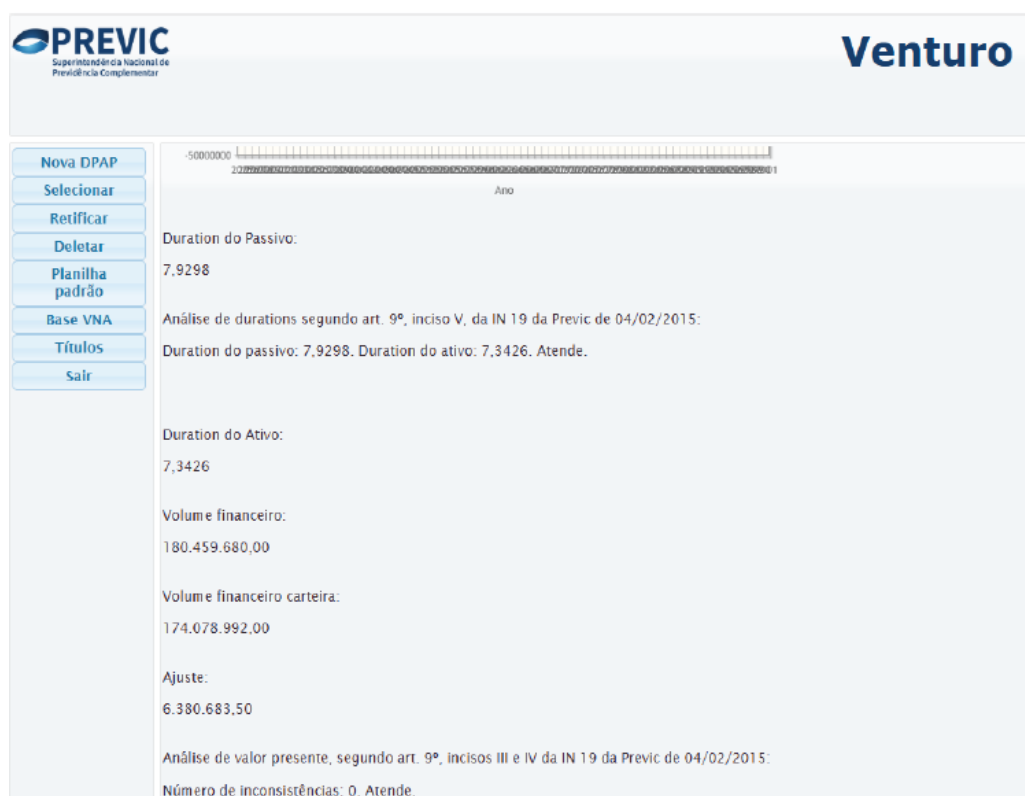 PREVIC
Superintendência Nacional de
Previdência Complementar
Venturo
Nova DPAP
Selecionar
Retificar
Deletar
Planilha
padrão
Base VNA
Títulos
Sair
-50000000
Ano
Duration do Passivo:
7,9298
Análise de durations segundo art. 9º, inciso V, da IN 19 da Previc de 04/02/2015:
Duration do passivo: 7,9298. Duration do ativo: 7,3426. Atende.
Duration do Ativo:
7,3426
Volume financeiro:
180.459.680,00
Volume financeiro carteira:
174.078.992,00
Ajuste:
6.380.683,50
Análise de valor presente, segundo art. 9º, incisos III e IV da IN 19 da Previc de 04/02/2015:
Número de inconsistências: 0. Atende.